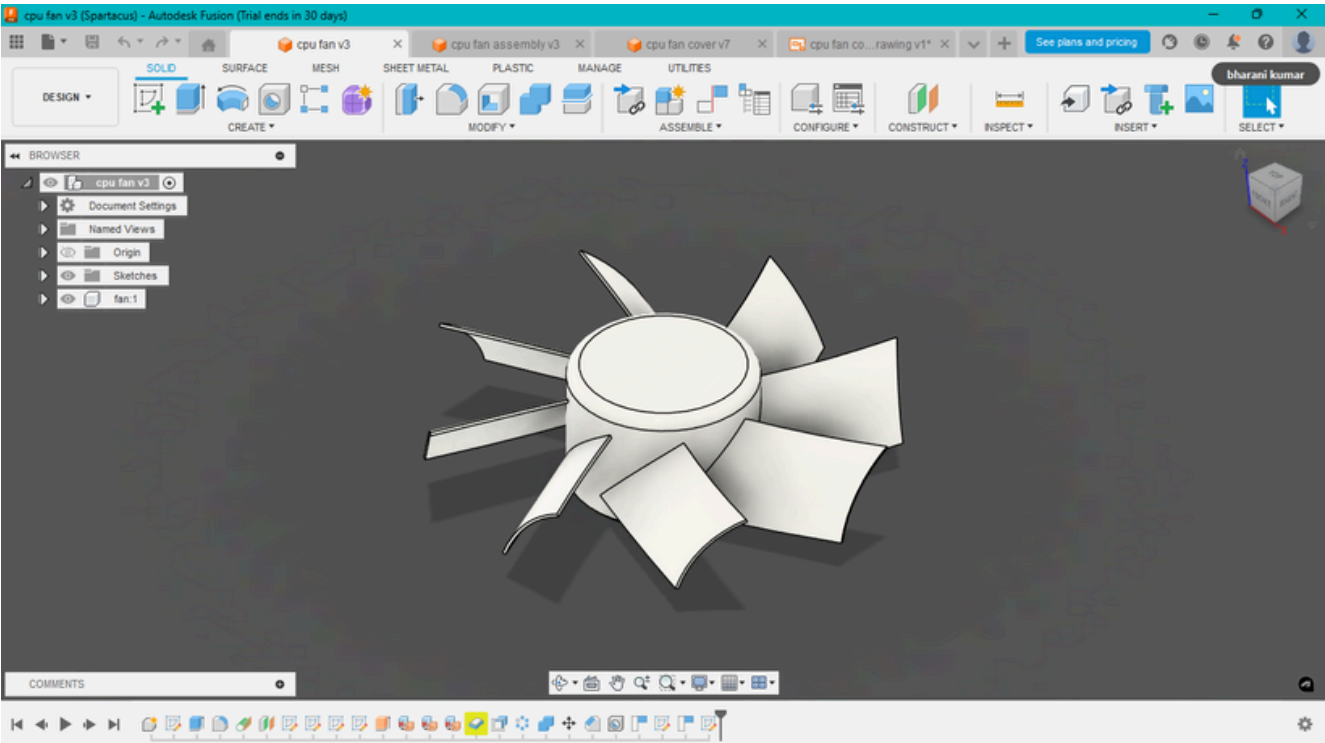 cpu fan v3 (Spartacus) - Autodesk Fusion (Trial ends in 30 days)
cpu fan v3
cpu fan assembly v3
cpu fan cover v7
cpu fan co...rawing v1*
See plans and pricing
SOLID SURFACE MESH SHEET METAL PLASTIC MANAGE UTILITIES
bharani kumar
DESIGN
CREATE MODIFY ASSEMBLE CONFIGURE CONSTRUCT INSPECT INSERT SELECT
BROWSER
cpu fan v3
Document Settings
Named Views
Origin
Sketches
fan:1
Z
TOP
FRONT
RIGHT
COMMENTS